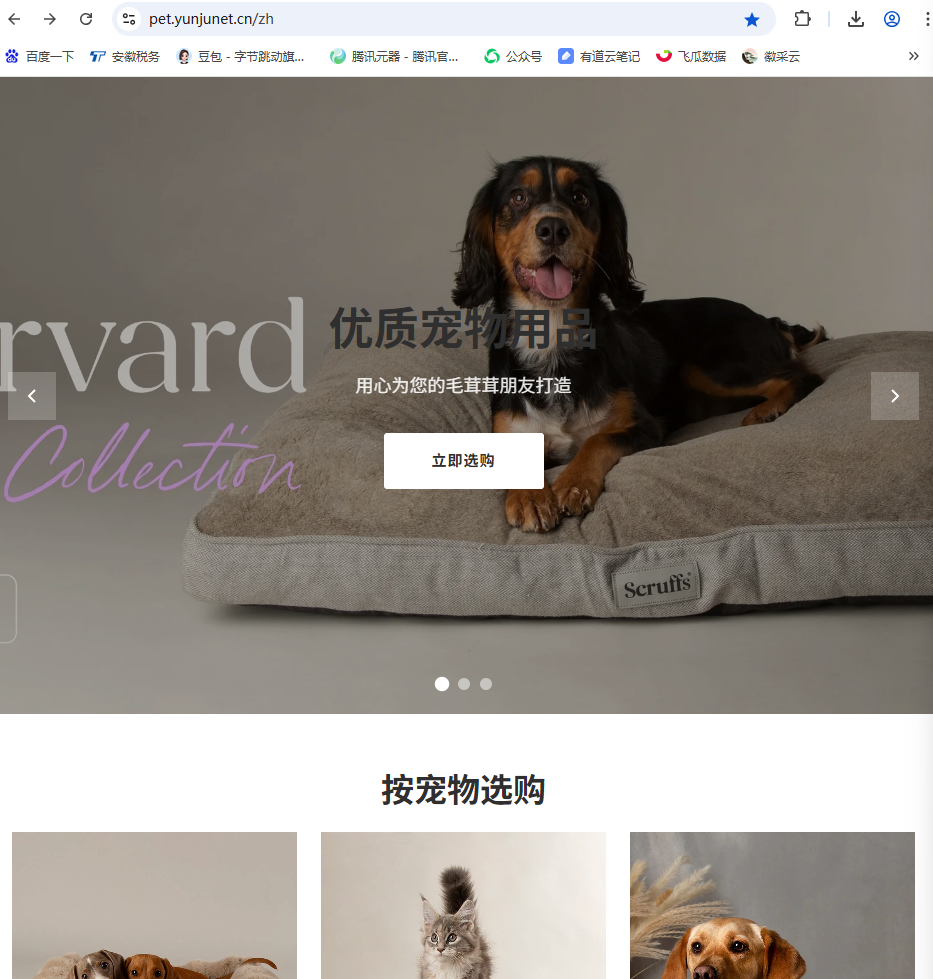 pet.yunjunet.cn/zh
百度一下
安徽税务
豆包 - 字节跳动旗...
腾讯元器 - 腾讯官...
公众号
有道云笔记
飞瓜数据
徽采云
rvard
Collection
优质宠物用品
用心为您的毛茸茸朋友打造
立即选购
Scruffs®
按宠物选购